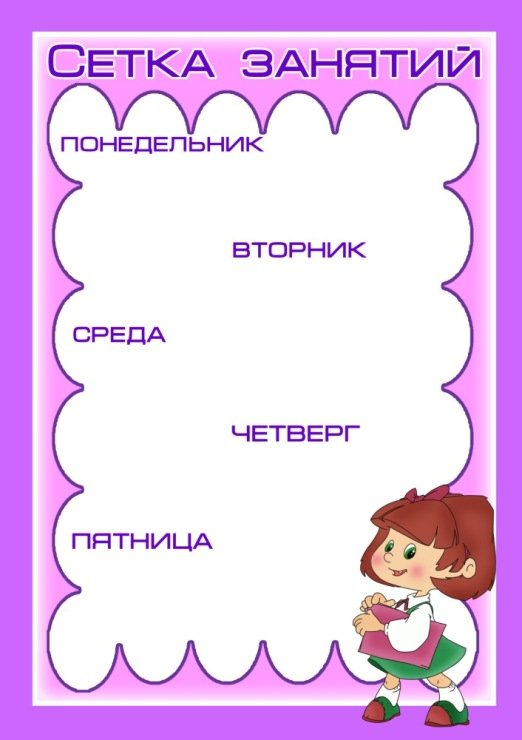 Сетка занятий
ПОНЕДЕЛЬНИК
ВТОРНИК
СРЕДА
ЧЕТВЕРГ
ПЯТНИЦА